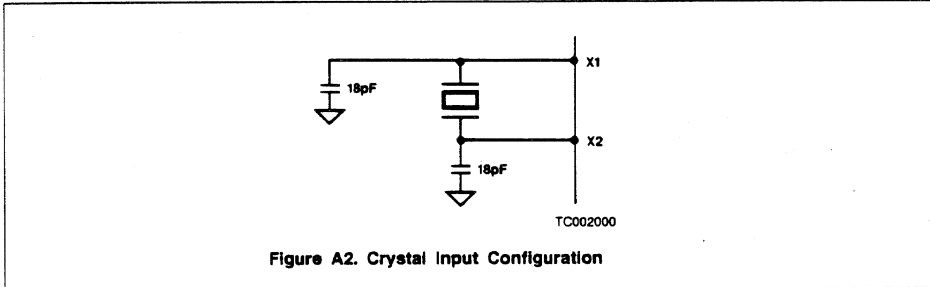 X1
18pF
X2
18pF
TC002000
Figure A2. Crystal Input Configuration